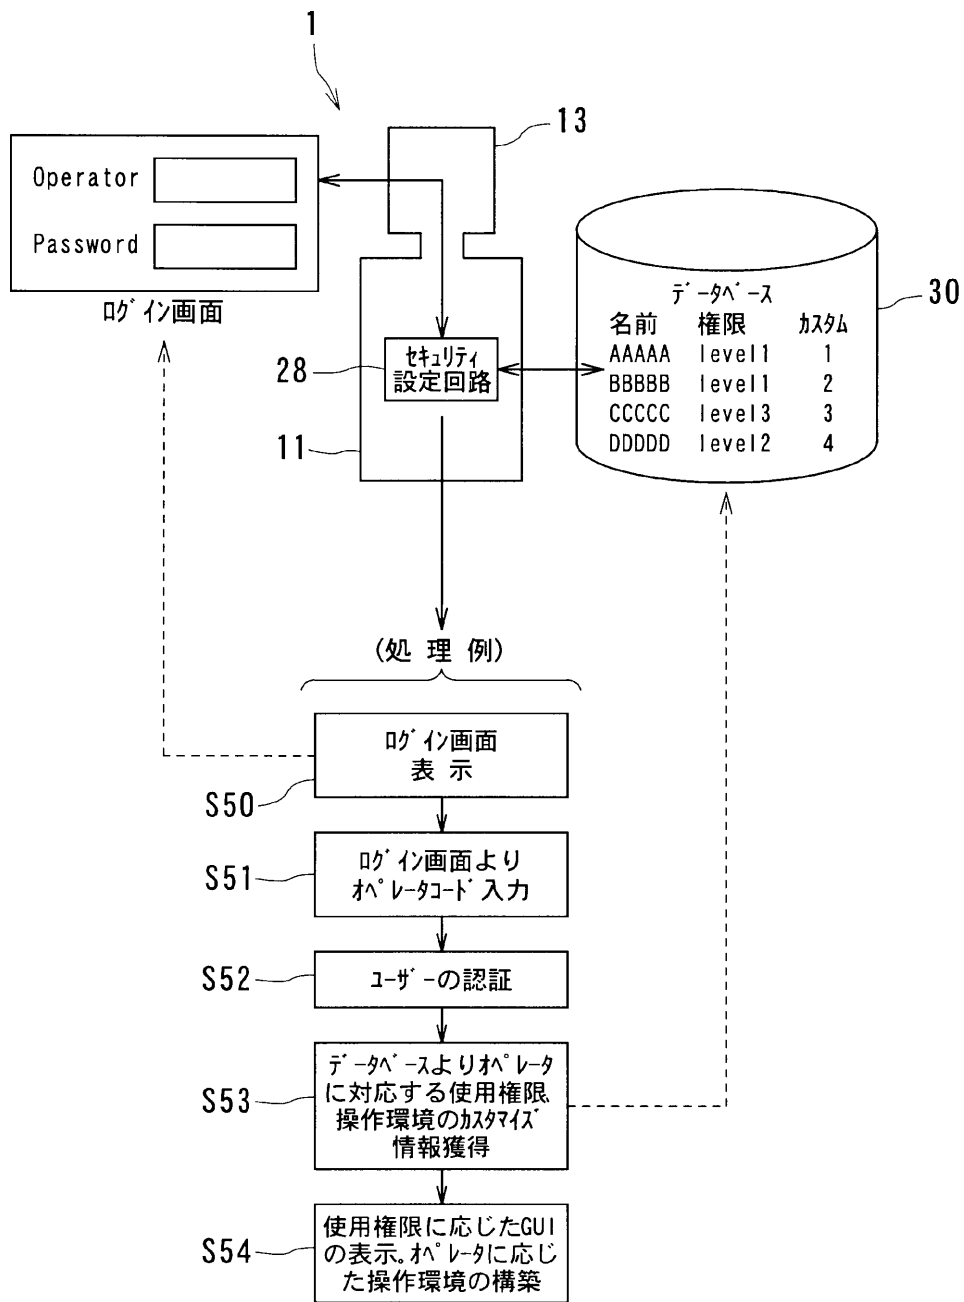 1
13
Operator
Password
ログイン画面
30
データベース
名前 権限 カスタム
AAAAA level1 1
BBBBB level1 2
CCCCC level3 3
DDDDD level2 4
28
セキュリティ
設定回路
11
(処 理 例)
ログイン画面
表 示
S50
ログイン画面より
オペレータコード入力
S51
ユーザーの認証
S52
データベースよりオペレータ
に対応する使用権限、
操作環境のカスタマイズ
情報獲得
S53
使用権限に応じたGUI
の表示。オペレータに応じ
た操作環境の構築
S54